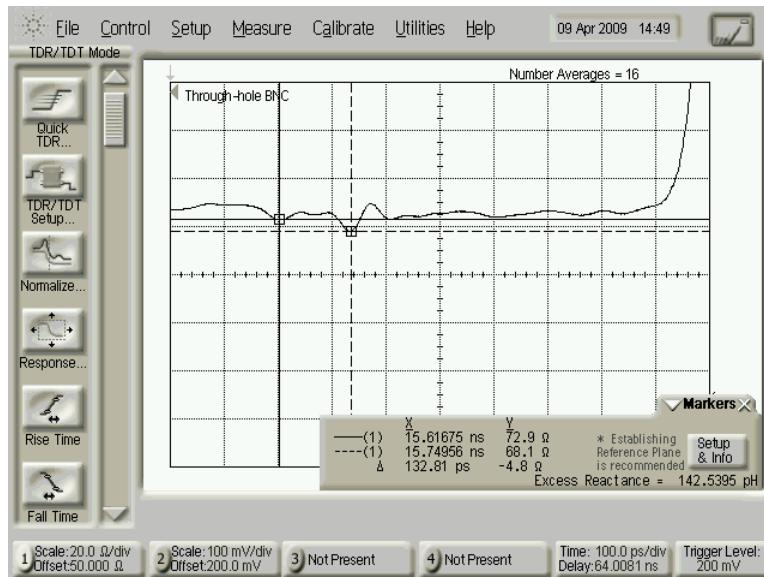 File Control Setup Measure Calibrate Utilities Help 09 Apr 2009 14:49
TDR/TDT Mode
Number Averages = 16
Through-hole BNC
Quick
TDR...
TDR/TDT
Setup...
Normalize...
Response...
Rise Time
Fall Time
Markers
X Y
(1) 15.61675 ns 72.9 Ω
(1) 15.74956 ns 68.1 Ω
Δ 132.81 ps -4.8 Ω
* Establishing
Reference Plane
is recommended
Setup
& Info
Excess Reactance = 142.5395 pH
1 Scale:20.0 Ω/div
Offset:50.000 Ω
2 Scale:100 mV/div
Offset:200.0 mV
3 Not Present
4 Not Present
Time: 100.0 ps/div
Delay:64.0081 ns
Trigger Level:
200 mV